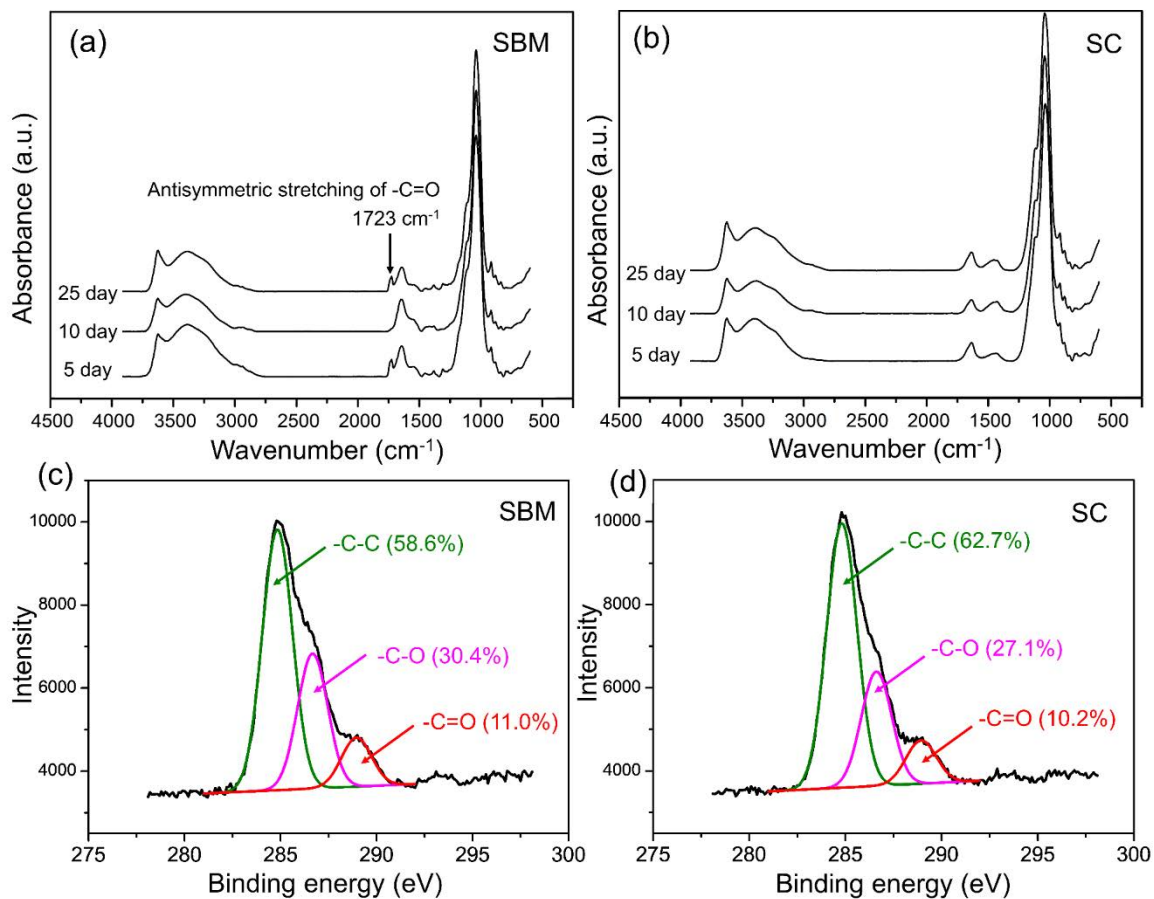 (a)
SBM
Absorbance (a.u.)
Antisymmetric stretching of -C=O
1723 cm⁻¹
25 day
10 day
5 day
4500 4000 3500 3000 2500 2000 1500 1000 500
Wavenumber (cm⁻¹)
(b)
SC
Absorbance (a.u.)
25 day
10 day
5 day
4500 4000 3500 3000 2500 2000 1500 1000 500
Wavenumber (cm⁻¹)
(c)
SBM
Intensity
10000
8000
6000
4000
-C-C (58.6%)
-C-O (30.4%)
-C=O (11.0%)
275 280 285 290 295 300
Binding energy (eV)
(d)
SC
Intensity
10000
8000
6000
4000
-C-C (62.7%)
-C-O (27.1%)
-C=O (10.2%)
275 280 285 290 295 300
Binding energy (eV)